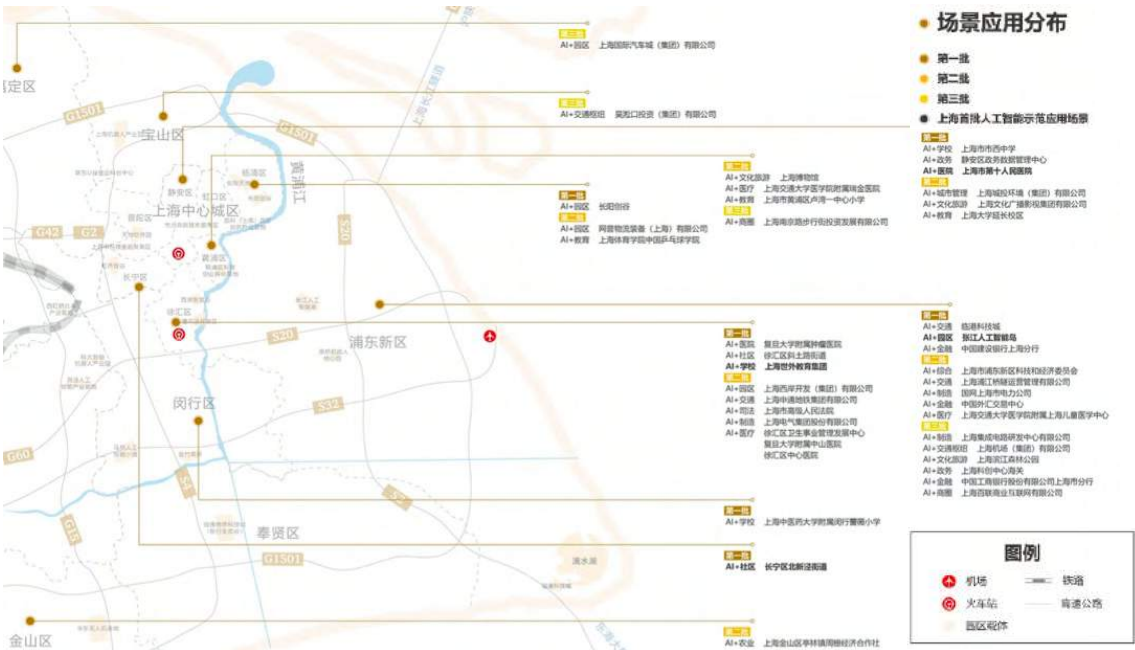 场景应用分布
第一批
第二批
第三批
上海首批人工智能示范应用场景
第三批
AI+园区 上海国际汽车城（集团）有限公司
第三批
AI+交通枢纽 吴淞口投资（集团）有限公司
第一批
AI+学校 上海市市西中学
AI+政务 静安区政务数据管理中心
AI+医院 上海市第十人民医院
第二批
AI+城市管理 上海城投环境（集团）有限公司
AI+文化旅游 上海文化广播影视集团有限公司
AI+教育 上海大学延长校区
第二批
AI+文化旅游 上海博物馆
AI+医疗 上海交通大学医学院附属瑞金医院
AI+教育 上海市黄浦区卢湾一中心小学
第三批
AI+商圈 上海南京路步行街投资发展有限公司
第一批
AI+园区 长阳创谷
第二批
AI+园区 网音物流装备（上海）有限公司
AI+教育 上海体育学院中国乒乓球学院
第一批
AI+医院 复旦大学附属肿瘤医院
AI+社区 徐汇区斜土路街道
AI+学校 上海世外教育集团
第二批
AI+园区 上海西岸开发（集团）有限公司
AI+交通 上海申通地铁集团有限公司
AI+司法 上海市高级人民法院
AI+制造 上海电气集团股份有限公司
AI+医疗 徐汇区卫生事业管理发展中心
复旦大学附属中山医院
徐汇区中心医院
第一批
AI+交通 临港科技城
AI+园区 张江人工智能岛
AI+金融 中国建设银行上海分行
第二批
AI+综合 上海市浦东新区科技和经济委员会
AI+交通 上海浦江桥隧运营管理有限公司
AI+制造 国网上海市电力公司
AI+金融 中国外汇交易中心
AI+医疗 上海交通大学医学院附属上海儿童医学中心
第三批
AI+制造 上海集成电路研发中心有限公司
AI+交通枢纽 上海机场（集团）有限公司
AI+文化旅游 上海滨江森林公园
AI+政务 上海科创中心海关
AI+金融 中国工商银行股份有限公司上海市分行
AI+商圈 上海百联商业互联网有限公司
第一批
AI+学校 上海中医药大学附属闵行蔷薇小学
第一批
AI+社区 长宁区北新泾街道
第二批
AI+农业
图例
机场
铁路
火车站
高速公路
园区载体
嘉定区
宝山区
静安区
虹口区
杨浦区
上海中心城区
普陀区
黄浦区
长宁区
徐汇区
浦东新区
闵行区
奉贤区
金山区
黄浦江
上海长江隧道
滴水湖
G1501
G1501
G42
G2
S20
S20
S32
G60
S4
S2
G15
G1501